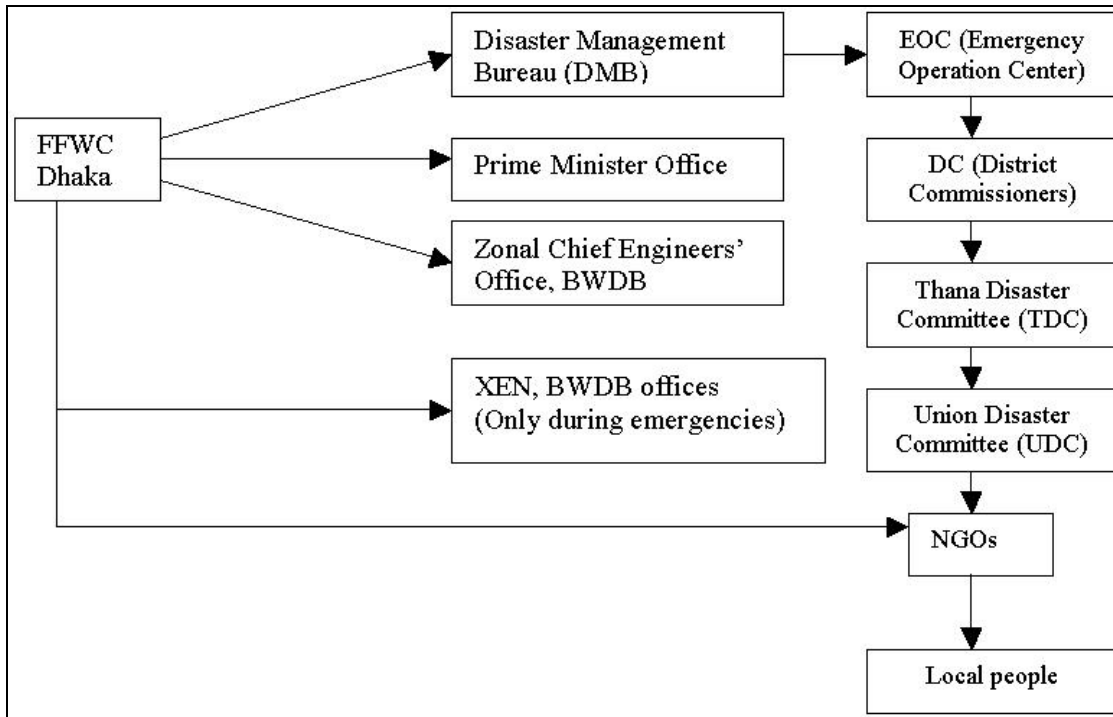 Disaster Management
Bureau (DMB)
EOC (Emergency
Operation Center)
FFWC
Dhaka
Prime Minister Office
DC (District
Commissioners)
Zonal Chief Engineers’
Office, BWDB
Thana Disaster
Committee (TDC)
XEN, BWDB offices
(Only during emergencies)
Union Disaster
Committee (UDC)
NGOs
Local people